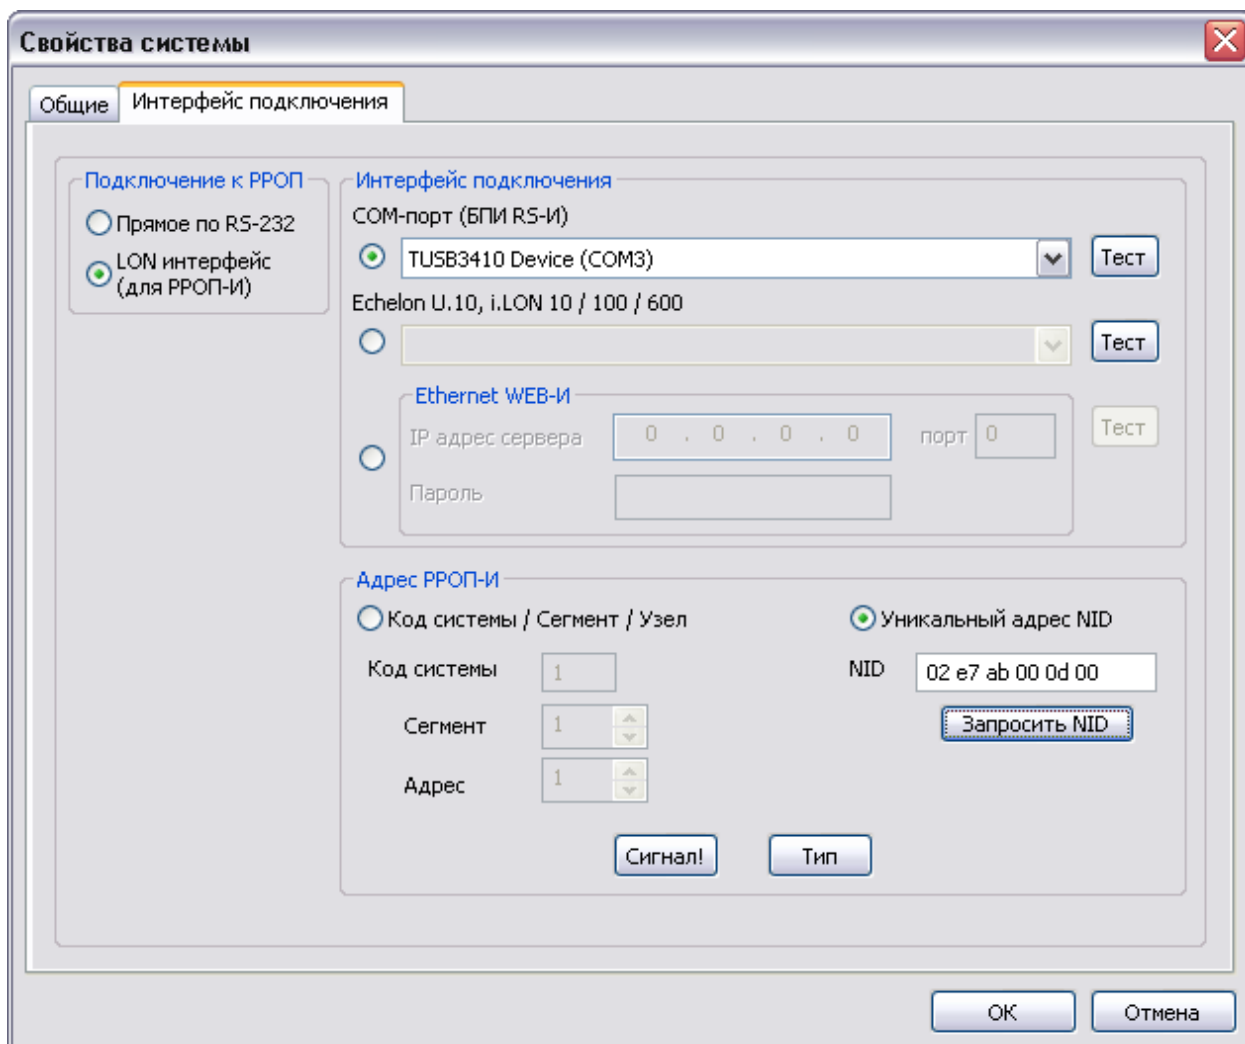 Свойства системы
Общие
Интерфейс подключения
Подключение к РРОП
Прямое по RS-232
LON интерфейс
(для РРОП-И)
Интерфейс подключения
COM-порт (БПИ RS-И)
TUSB3410 Device (COM3)
Тест
Echelon U.10, i.LON 10 / 100 / 600
Тест
Ethernet WEB-И
IP адрес сервера
0 . 0 . 0 . 0
порт
0
Тест
Пароль
Адрес РРОП-И
Код системы / Сегмент / Узел
Уникальный адрес NID
Код системы
1
NID
02 e7 ab 00 0d 00
Сегмент
1
Запросить NID
Адрес
1
Сигнал!
Тип
OK
Отмена